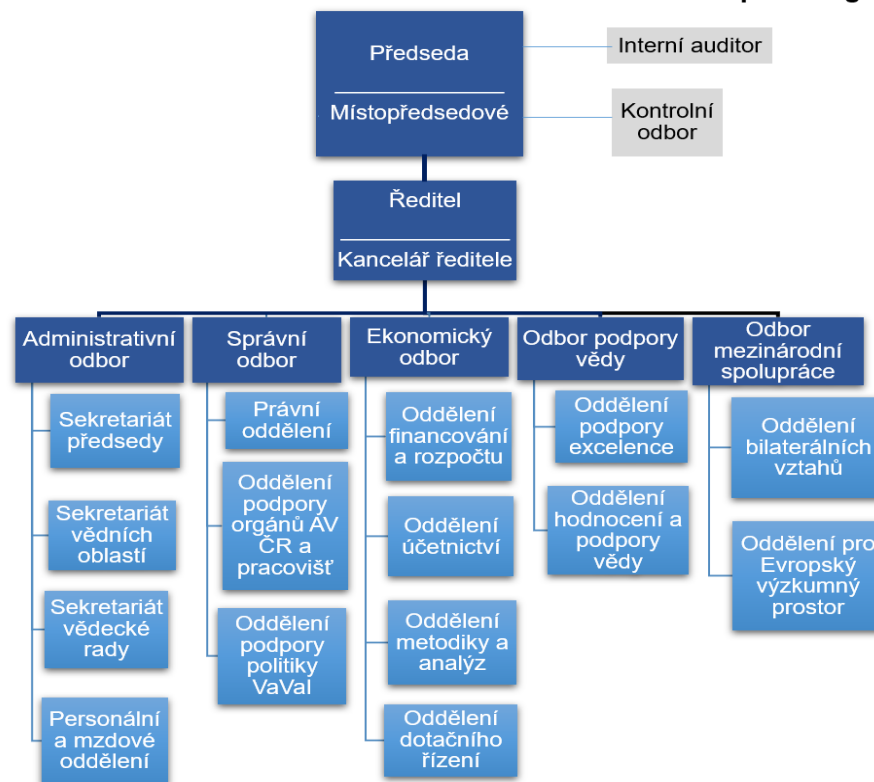 Předseda
Místopředsedové
Interní auditor
Kontrolní
odbor
Ředitel
Kancelář ředitele
Administrativní
odbor
Sekretariát
předsedy
Sekretariát
vědních
oblastí
Sekretariát
vědecké
rady
Personální
a mzdové
oddělení
Správní
odbor
Právní
oddělení
Oddělení
podpory
orgánů AV
ČR a
pracovišť
Oddělení
podpory
politiky
VaVaI
Ekonomický
odbor
Oddělení
financování
a rozpočtu
Oddělení
účetnictví
Oddělení
metodiky a
analýz
Oddělení
dotačního
řízení
Odbor podpory
vědy
Oddělení
podpory
excelence
Oddělení
hodnocení a
podpory
vědy
Odbor
mezinárodní
spolupráce
Oddělení
bilaterálních
vztahů
Oddělení pro
Evropský
výzkumný
prostor